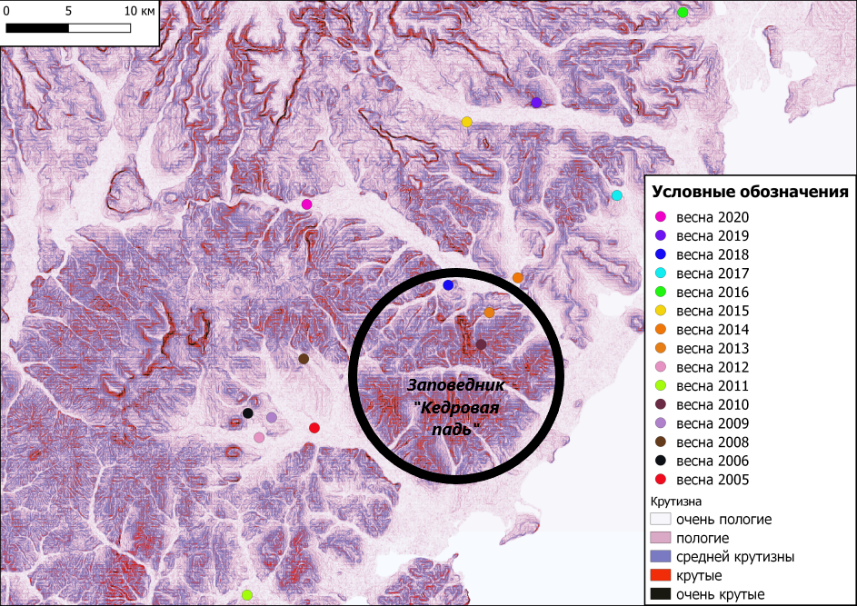 0 5 10 км
Условные обозначения
весна 2020
весна 2019
весна 2018
весна 2017
весна 2016
весна 2015
весна 2014
весна 2013
весна 2012
весна 2011
весна 2010
весна 2009
весна 2008
весна 2006
весна 2005
Крутизна
очень пологие
пологие
средней крутизны
крутые
очень крутые
Заповедник
"Кедровая
падь"